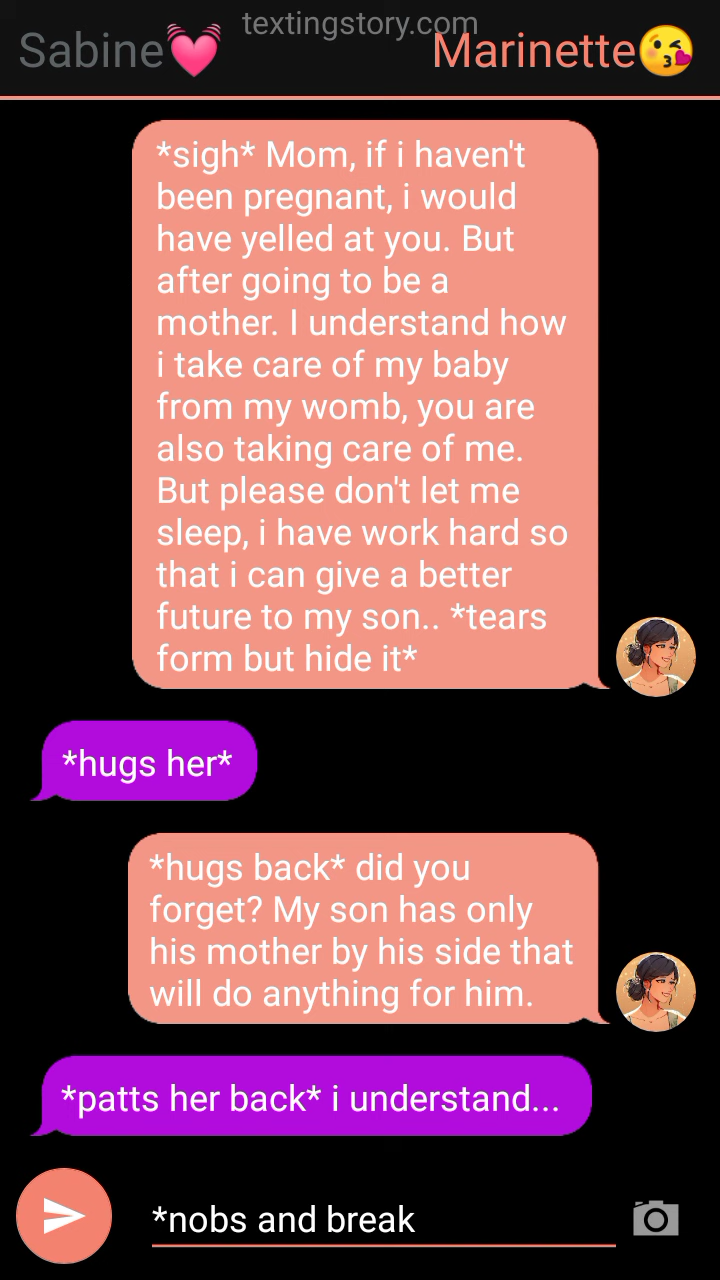 textingstory.com
Sabine💓 Marinette😘
*sigh* Mom, if i haven't
been pregnant, i would
have yelled at you. But
after going to be a
mother. I understand how
i take care of my baby
from my womb, you are
also taking care of me.
But please don't let me
sleep, i have work hard so
that i can give a better
future to my son.. *tears
form but hide it*
*hugs her*
*hugs back* did you
forget? My son has only
his mother by his side that
will do anything for him.
*patts her back* i understand...
*nobs and break